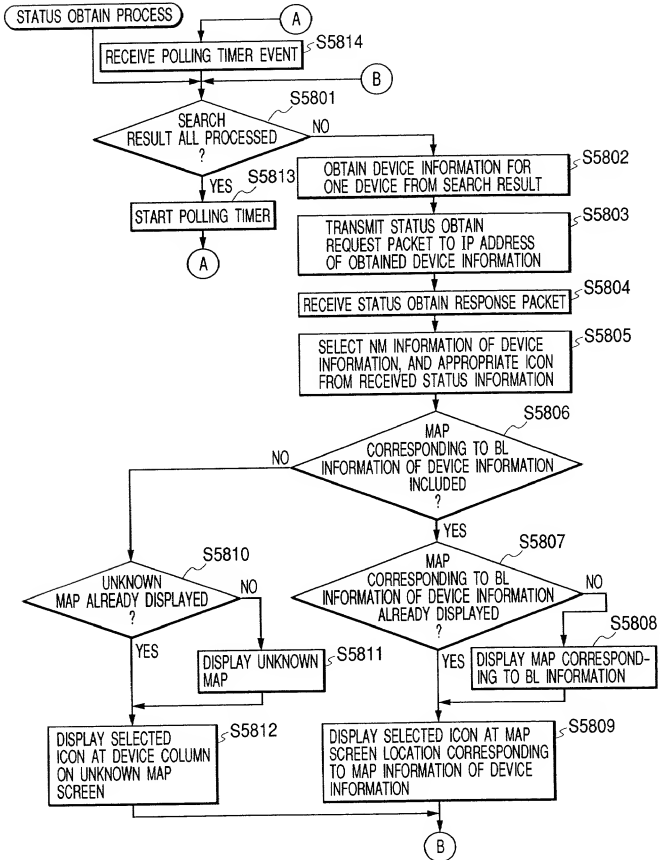 STATUS OBTAIN PROCESS
A
S5814
RECEIVE POLLING TIMER EVENT
B
S5801
SEARCH
RESULT ALL PROCESSED
?
NO
YES
S5813
START POLLING TIMER
A
S5802
OBTAIN DEVICE INFORMATION FOR
ONE DEVICE FROM SEARCH RESULT
S5803
TRANSMIT STATUS OBTAIN
REQUEST PACKET TO IP ADDRESS
OF OBTAINED DEVICE INFORMATION
S5804
RECEIVE STATUS OBTAIN RESPONSE PACKET
S5805
SELECT NM INFORMATION OF DEVICE
INFORMATION, AND APPROPRIATE ICON
FROM RECEIVED STATUS INFORMATION
S5806
MAP
CORRESPONDING TO BL
INFORMATION OF DEVICE INFORMATION
INCLUDED
?
NO
YES
S5810
UNKNOWN
MAP ALREADY DISPLAYED
?
NO
YES
S5811
DISPLAY UNKNOWN
MAP
S5812
DISPLAY SELECTED
ICON AT DEVICE COLUMN
ON UNKNOWN MAP
SCREEN
S5807
MAP
CORRESPONDING TO BL
INFORMATION OF DEVICE INFORMATION
ALREADY DISPLAYED
?
NO
YES
S5808
DISPLAY MAP CORRESPOND-
ING TO BL INFORMATION
S5809
DISPLAY SELECTED ICON AT MAP
SCREEN LOCATION CORRESPONDING
TO MAP INFORMATION OF DEVICE
INFORMATION
B